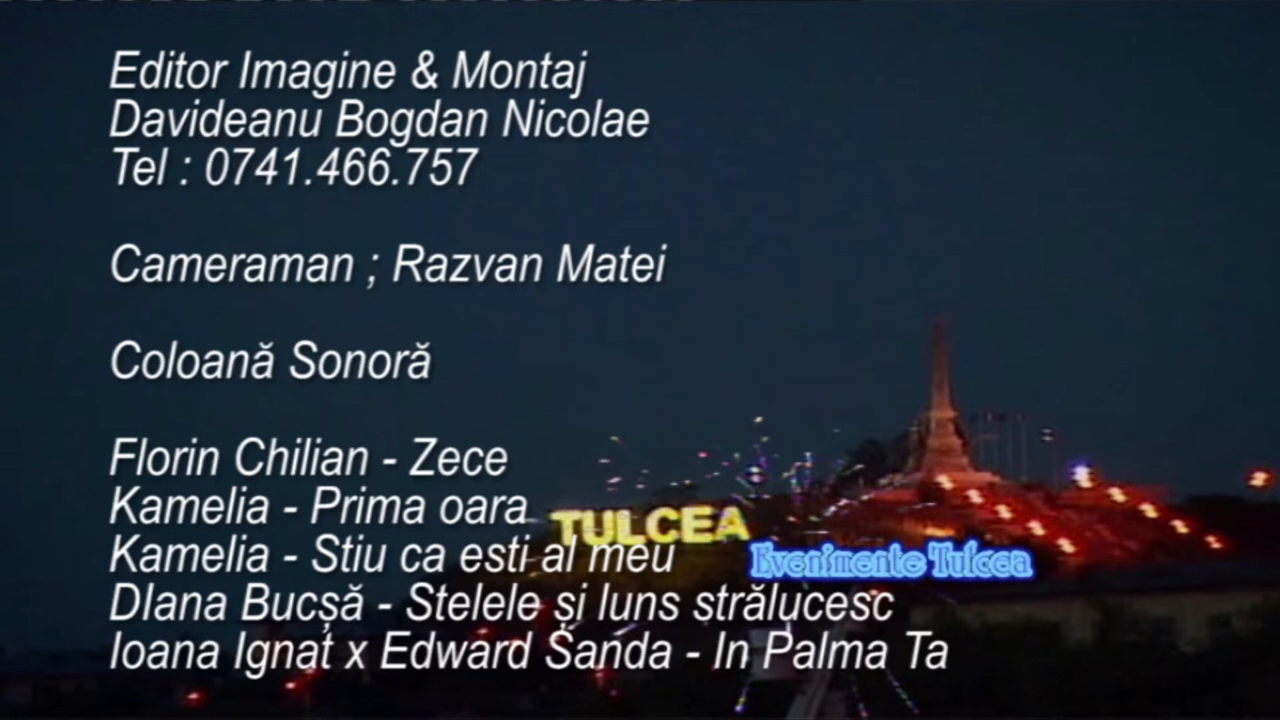 Editor Imagine & Montaj
Davideanu Bogdan Nicolae
Tel : 0741.466.757
Cameraman ; Razvan Matei
Coloană Sonoră
Florin Chilian - Zece
Kamelia - Prima oara
TULCEA
Kamelia - Stiu ca esti al meu
Evenimente Tulcea
DIana Bucșă - Stelele și luns strălucesc
Ioana Ignat x Edward Sanda - In Palma Ta